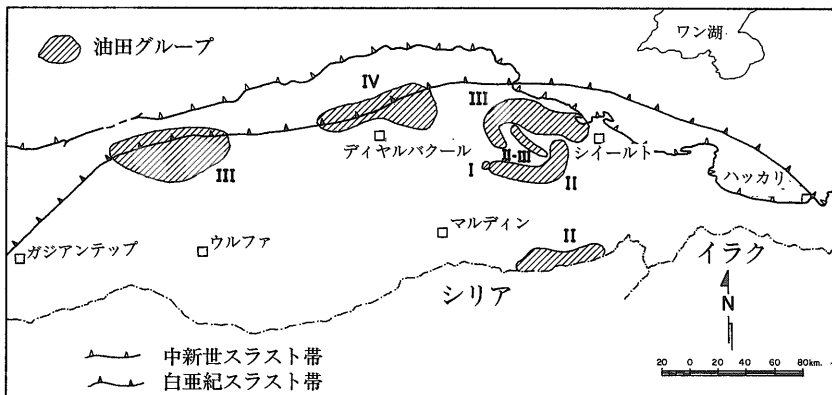 油田グループ
ワン湖
IV
III
ディヤルバクール
シイールト
II-III
I
II
III
ハッカリ
マルディン
ウルファ
ガジアンテップ
II
イラク
シリア
N
中新世スラスト帯
白亜紀スラスト帯
20 0 20 40 60 80km.